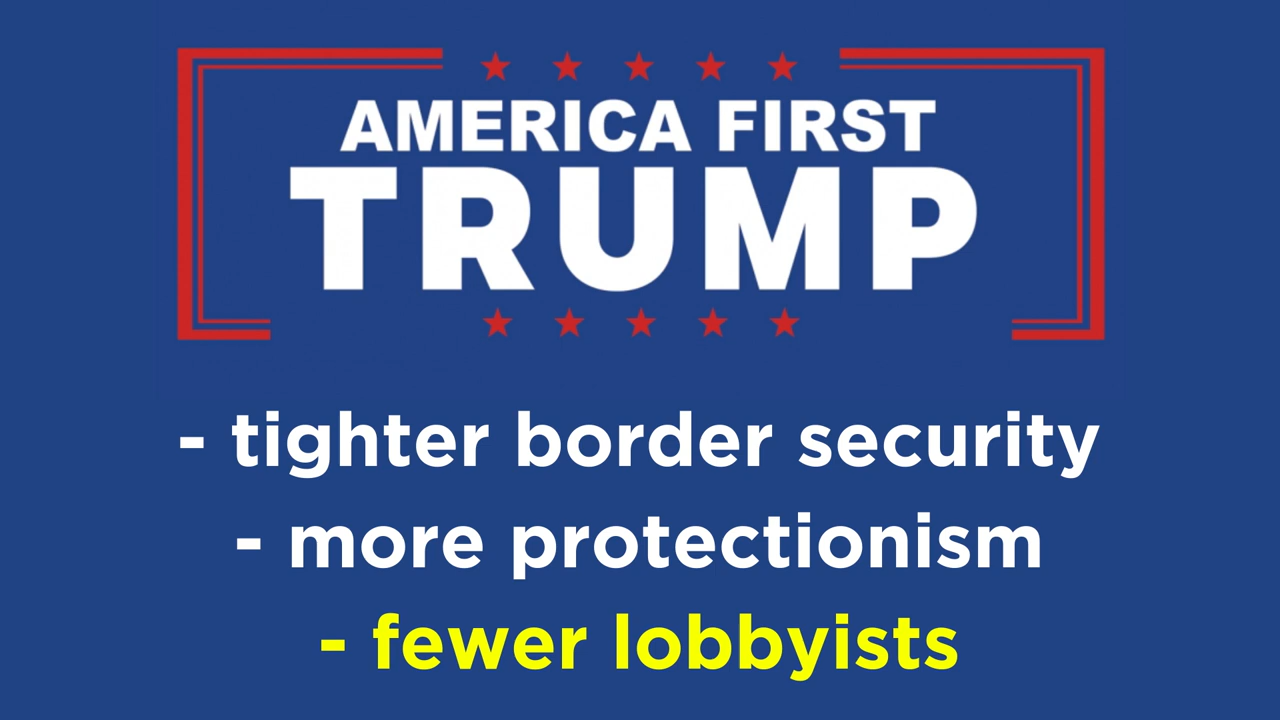 AMERICA FIRST
TRUMP
- tighter border security
- more protectionism
- fewer lobbyists